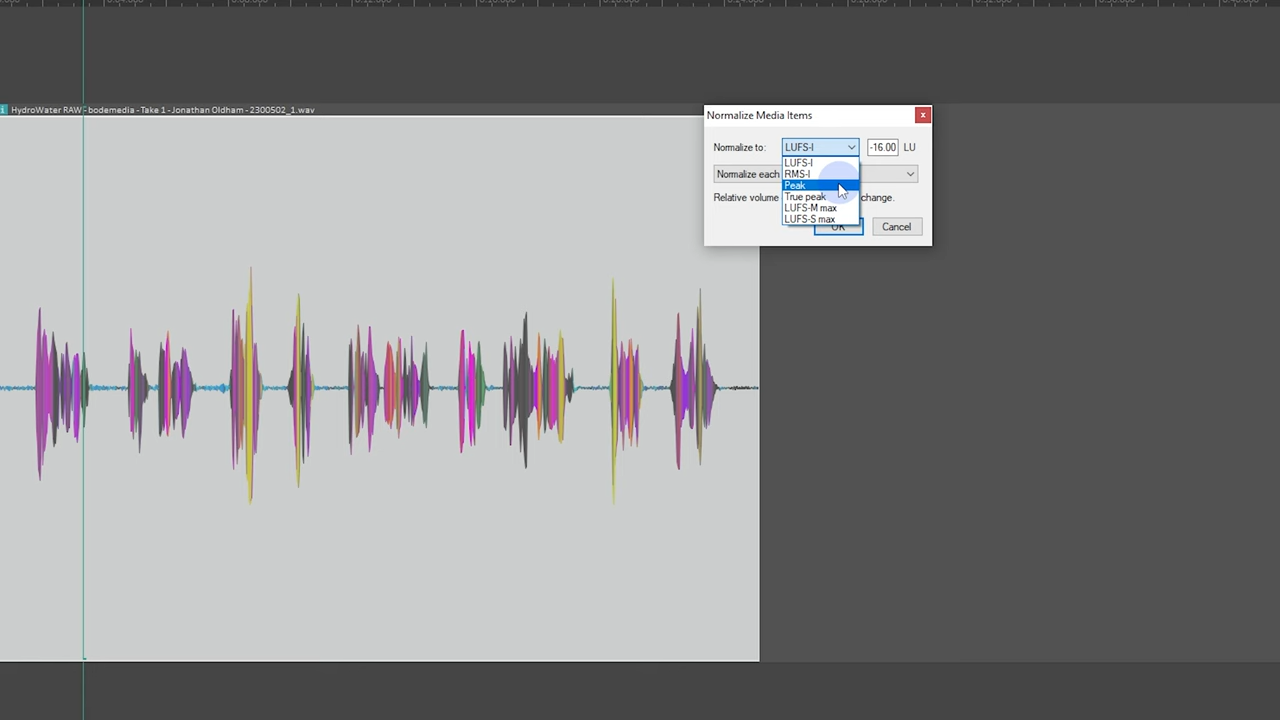 HydroWater RAW - bodemedia - Take 1 - Jonathan Oldham - 2300502_1.wav
Normalize Media Items
x
Normalize to: LUFS-I -16.00 LU
LUFS-I
RMS-I
Normalize each
Peak
True peak
Relative volume change.
LUFS-M max
LUFS-S max
OK Cancel